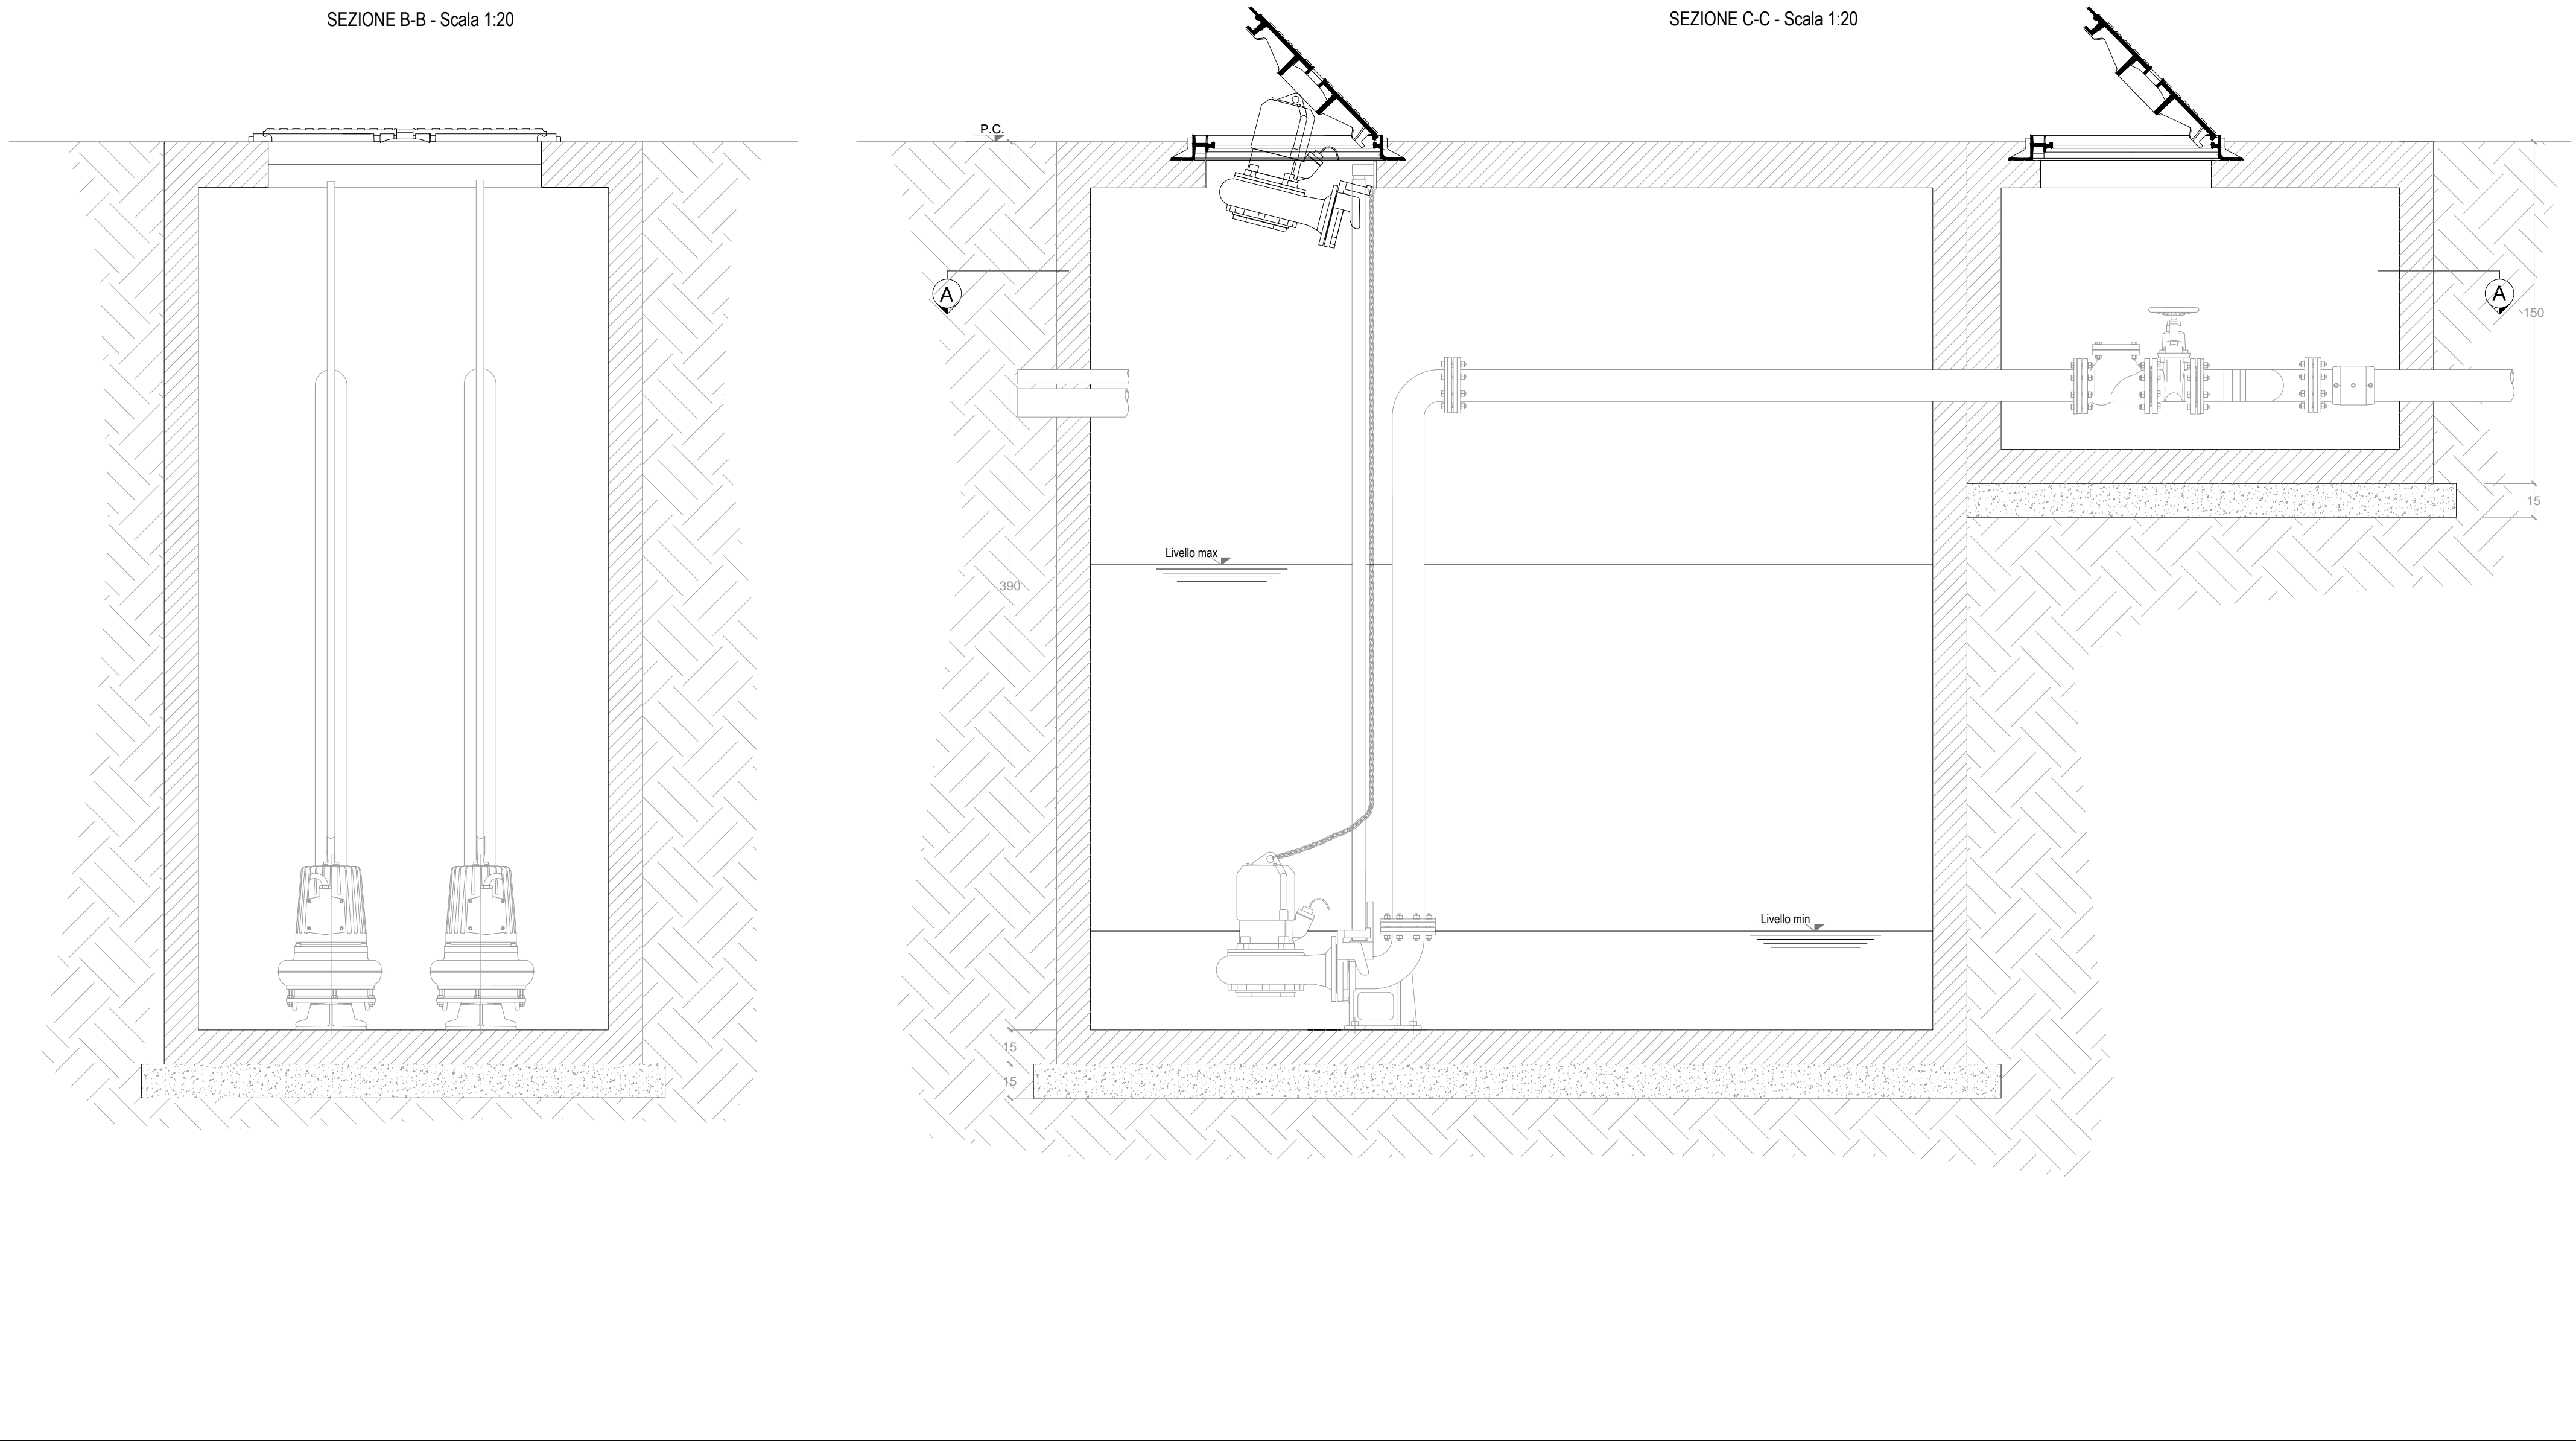 SEZIONE B-B - Scala 1:20
SEZIONE C-C - Scala 1:20
P.C.
A
A
150
15
Livello max
390
Livello min
15
15